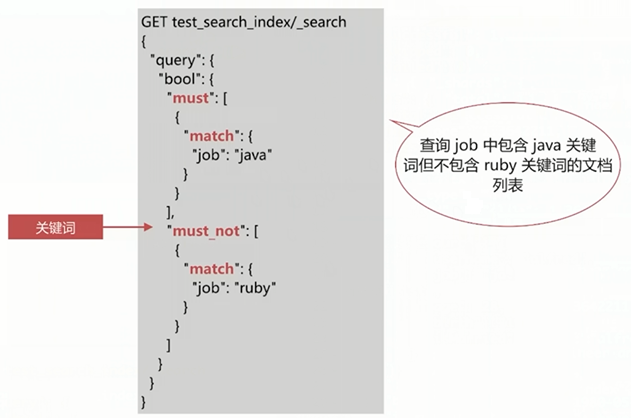 GET test_search_index/_search
{
"query": {
"bool": {
"must": [
{
"match": {
"job": "java"
}
}
],
"must_not": [
{
"match": {
"job": "ruby"
}
}
]
}
}
}
关键词
查询 job 中包含 java 关键
词但不包含 ruby 关键词的文档
列表